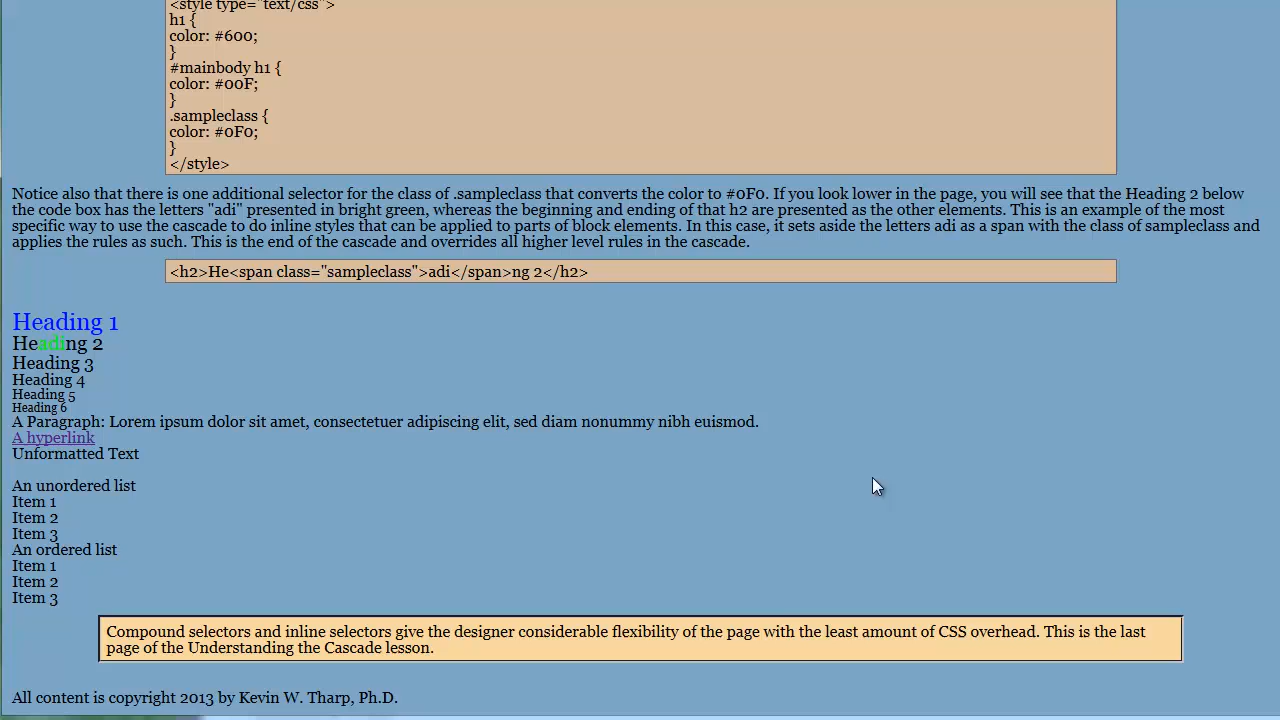 <style type="text/css">
h1 {
color: #600;
}
#mainbody h1 {
color: #00F;
}
.sampleclass {
color: #0F0;
}
</style>
Notice also that there is one additional selector for the class of .sampleclass that converts the color to #0F0. If you look lower in the page, you will see that the Heading 2 below
the code box has the letters "adi" presented in bright green, whereas the beginning and ending of that h2 are presented as the other elements. This is an example of the most
specific way to use the cascade to do inline styles that can be applied to parts of block elements. In this case, it sets aside the letters adi as a span with the class of sampleclass and
applies the rules as such. This is the end of the cascade and overrides all higher level rules in the cascade.
<h2>He<span class="sampleclass">adi</span>ng 2</h2>
Heading 1
Heading 2
Heading 3
Heading 4
Heading 5
Heading 6
A Paragraph: Lorem ipsum dolor sit amet, consectetuer adipiscing elit, sed diam nonummy nibh euismod.
A hyperlink
Unformatted Text
An unordered list
Item 1
Item 2
Item 3
An ordered list
Item 1
Item 2
Item 3
Compound selectors and inline selectors give the designer considerable flexibility of the page with the least amount of CSS overhead. This is the last
page of the Understanding the Cascade lesson.
All content is copyright 2013 by Kevin W. Tharp, Ph.D.